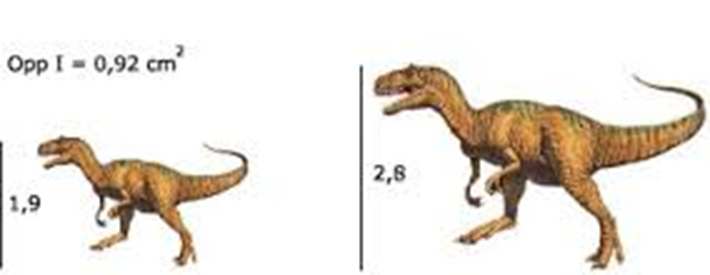 Opp I = 0,92 cm²
1,9
2,8